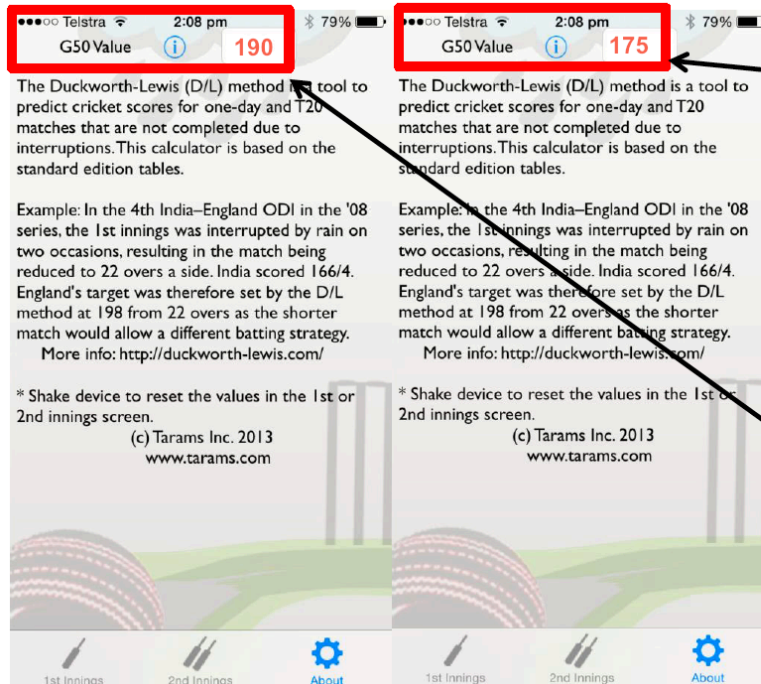 Telstra 2:08 pm 79%
G50 Value i 190
The Duckworth-Lewis (D/L) method is a tool to
predict cricket scores for one-day and T20
matches that are not completed due to
interruptions. This calculator is based on the
standard edition tables.
Example: In the 4th India–England ODI in the '08
series, the 1st innings was interrupted by rain on
two occasions, resulting in the match being
reduced to 22 overs a side. India scored 166/4.
England's target was therefore set by the D/L
method at 198 from 22 overs as the shorter
match would allow a different batting strategy.
More info: http://duckworth-lewis.com/
* Shake device to reset the values in the 1st or
2nd innings screen.
(c) Tarams Inc. 2013
www.tarams.com
1st Innings 2nd Innings About
Telstra 2:08 pm 79%
G50 Value i 175
The Duckworth-Lewis (D/L) method is a tool to
predict cricket scores for one-day and T20
matches that are not completed due to
interruptions. This calculator is based on the
standard edition tables.
Example: In the 4th India–England ODI in the '08
series, the 1st innings was interrupted by rain on
two occasions, resulting in the match being
reduced to 22 overs a side. India scored 166/4.
England's target was therefore set by the D/L
method at 198 from 22 overs as the shorter
match would allow a different batting strategy.
More info: http://duckworth-lewis.com/
* Shake device to reset the values in the 1st or
2nd innings screen.
(c) Tarams Inc. 2013
www.tarams.com
1st Innings 2nd Innings About